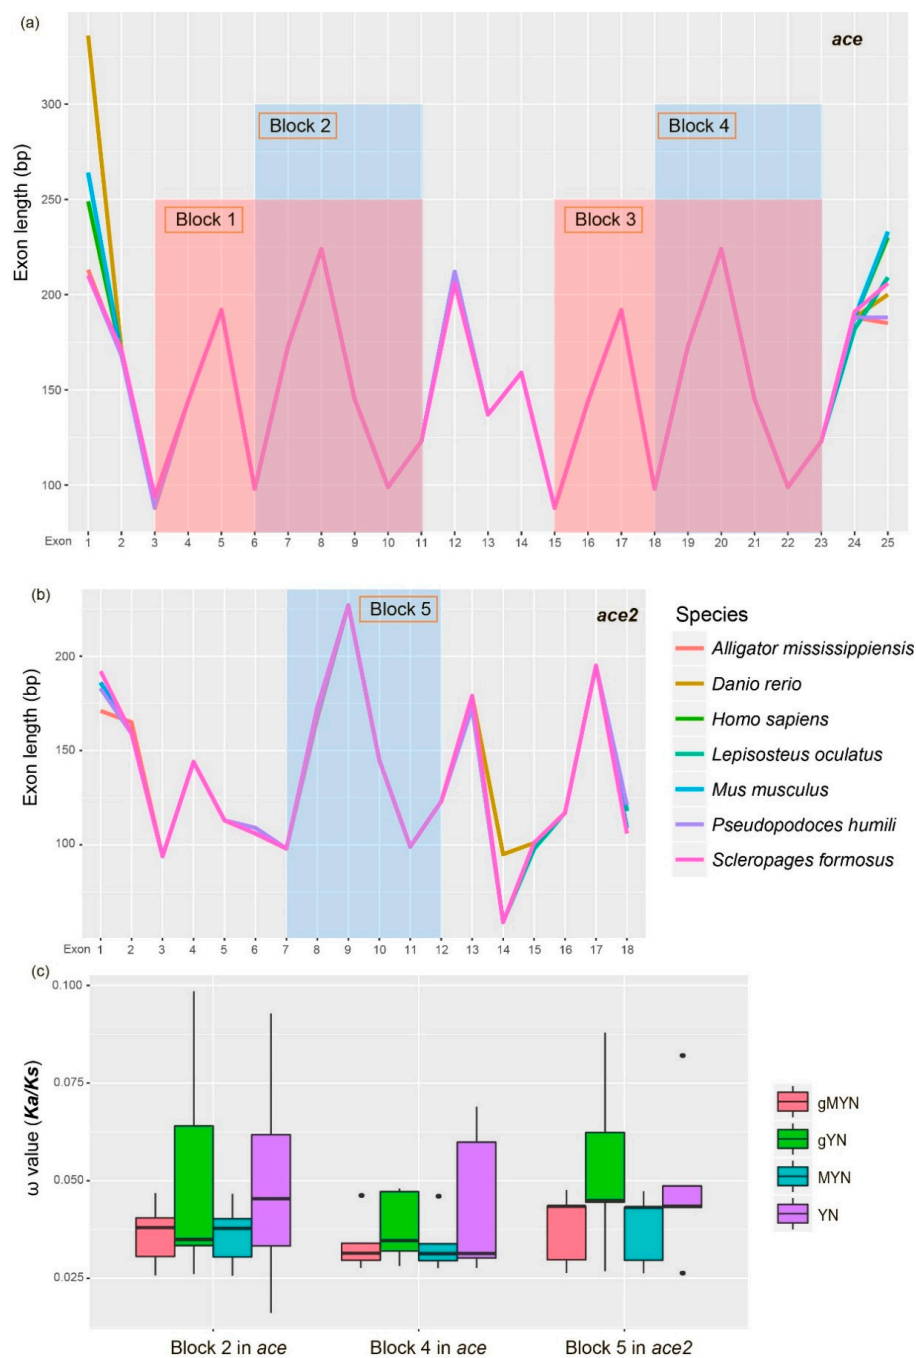 (a)
ace
Exon length (bp)
300
250
200
150
100
Block 2
Block 4
Block 1
Block 3
Exon 1 2 3 4 5 6 7 8 9 10 11 12 13 14 15 16 17 18 19 20 21 22 23 24 25
(b)
ace2
Exon length (bp)
200
150
100
Block 5
Exon 1 2 3 4 5 6 7 8 9 10 11 12 13 14 15 16 17 18
Species
Alligator mississippiensis
Danio rerio
Homo sapiens
Lepisosteus oculatus
Mus musculus
Pseudopodoces humili
Scleropages formosus
(c)
ω value (Ka/Ks)
0.100
0.075
0.050
0.025
Block 2 in ace
Block 4 in ace
Block 5 in ace2
gMYN
gYN
MYN
YN